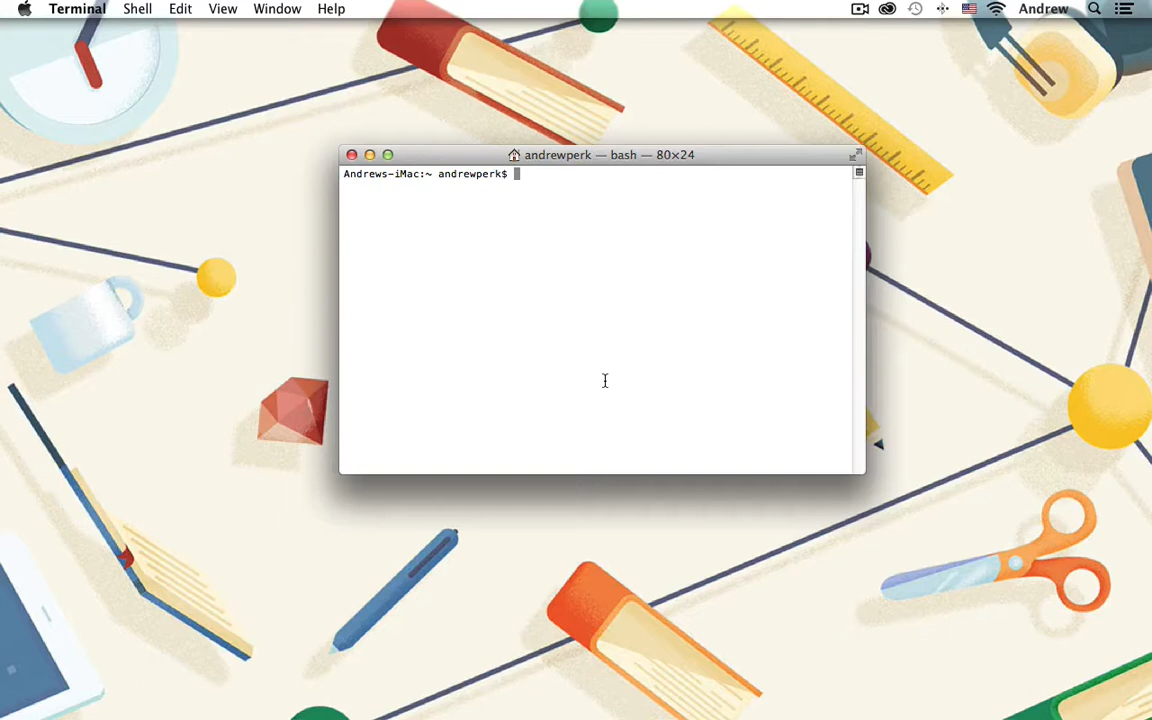 Terminal Shell Edit View Window Help Andrew
andrewperk — bash — 80×24
Andrews-iMac:~ andrewperk$